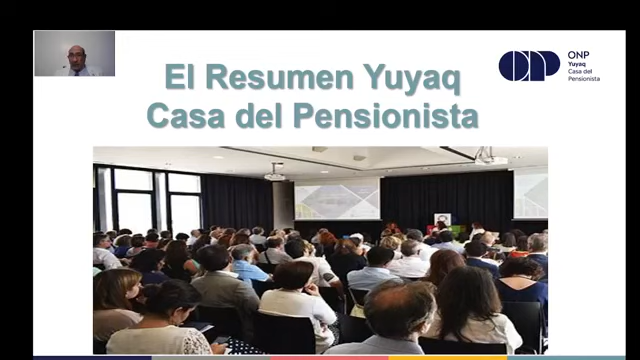 El Resumen Yuyaq
Casa del Pensionista
ONP
Yuyaq
Casa del
Pensionista